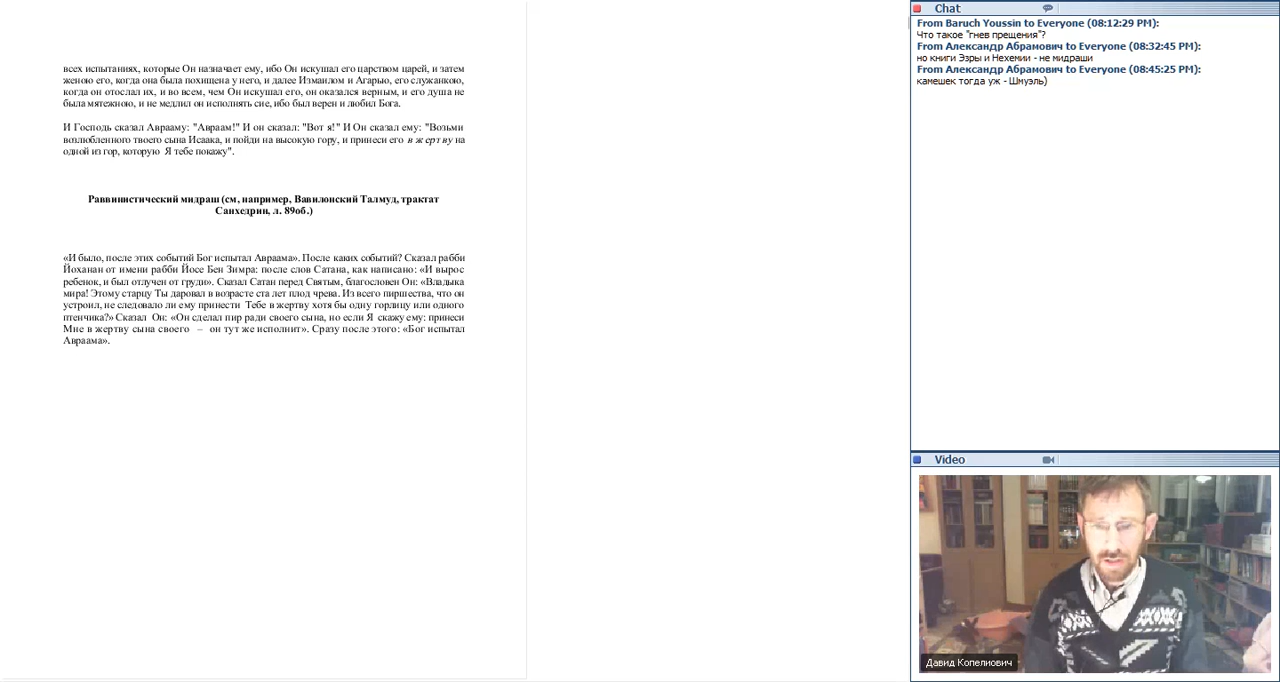 всех испытаниях, которые Он назначает ему, ибо Он искушал его царством царей, и затем
женою его, когда она была похищена у него, и далее Измаилом и Агарью, его служанкою,
когда он отослал их, и во всем, чем Он искушал его, он оказался верным, и его душа не
была мятежною, и не медлил он исполнять сие, ибо был верен и любил Бога.
И Господь сказал Аврааму: "Авраам!" И он сказал: "Вот я!" И Он сказал ему: "Возьми
возлюбленного твоего сына Исаака, и пойди на высокую гору, и принеси его в жертву на
одной из гор, которую Я тебе покажу".
Раввинистический мидраш (см, например, Вавилонский Талмуд, трактат
Санхедрин, л. 89об.)
«И было, после этих событий Бог испытал Авраама». После каких событий? Сказал рабби
Йоханан от имени рабби Йосе Бен Зимра: после слов Сатана, как написано: «И вырос
ребенок, и был отлучен от груди». Сказал Сатан перед Святым, благословен Он: «Владыка
мира! Этому старцу Ты даровал в возрасте ста лет плод чрева. Из всего пиршества, что он
устроил, не следовало ли ему принести Тебе в жертву хотя бы одну горлицу или одного
птенчика?» Сказал Он: «Он сделал пир ради своего сына, но если Я скажу ему: принеси
Мне в жертву сына своего – он тут же исполнит». Сразу после этого: «Бог испытал
Авраама».
Chat
From Baruch Youssin to Everyone (08:12:29 PM):
Что такое "гнев прещения"?
From Александр Абрамович to Everyone (08:32:45 PM):
но книги Эзры и Нехемии - не мидраши
From Александр Абрамович to Everyone (08:45:25 PM):
камешек тогда уж - Шмуэль)
Video
Давид Копелиович